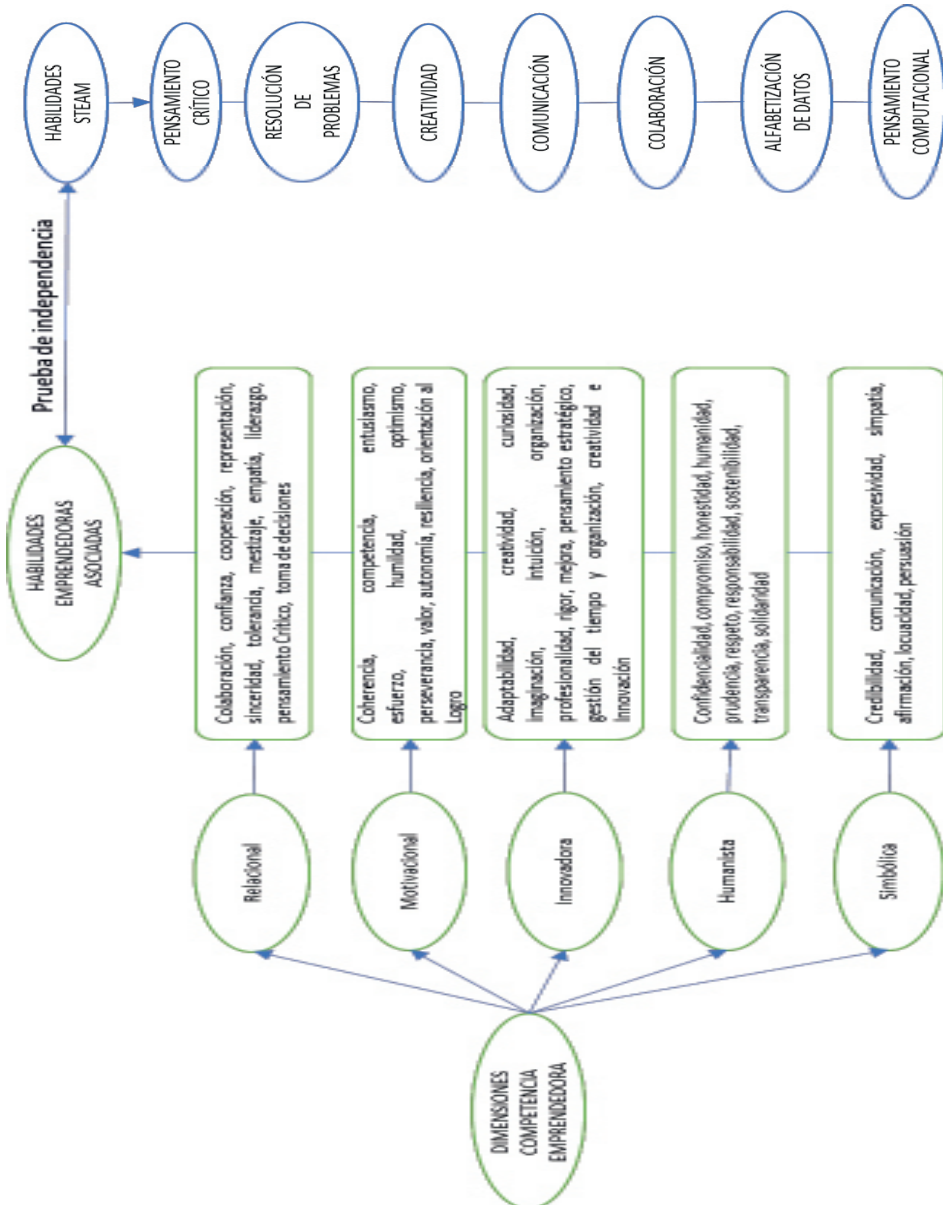 HABILIDADES
EMPRENDEDORAS
ASOCIADAS
Prueba de independencia
HABILIDADES
STEAM
DIMENSIONES
COMPETENCIA
EMPRENDEDORA
Relacional
Colaboración, confianza, cooperación, representación,
sinceridad, tolerancia, mestizaje, empatía, liderazgo,
pensamiento Crítico, toma de decisiones
Motivacional
Coherencia, competencia, entusiasmo,
esfuerzo, humildad, optimismo,
perseverancia, valor, autonomía, resiliencia, orientación al
Logro
Innovadora
Adaptabilidad, creatividad, curiosidad,
imaginación, intuición, organización,
profesionalidad, rigor, mejora, pensamiento estratégico,
gestión del tiempo y organización, creatividad e
Innovación
Humanista
Confidencialidad, compromiso, honestidad, humanidad,
prudencia, respeto, responsabilidad, sostenibilidad,
transparencia, solidaridad
Simbólica
Credibilidad, comunicación, expresividad, simpatía,
afirmación, locuacidad, persuasión
PENSAMIENTO
CRÍTICO
RESOLUCIÓN
DE
PROBLEMAS
CREATIVIDAD
COMUNICACIÓN
COLABORACIÓN
ALFABETIZACIÓN
DE DATOS
PENSAMIENTO
COMPUTACIONAL